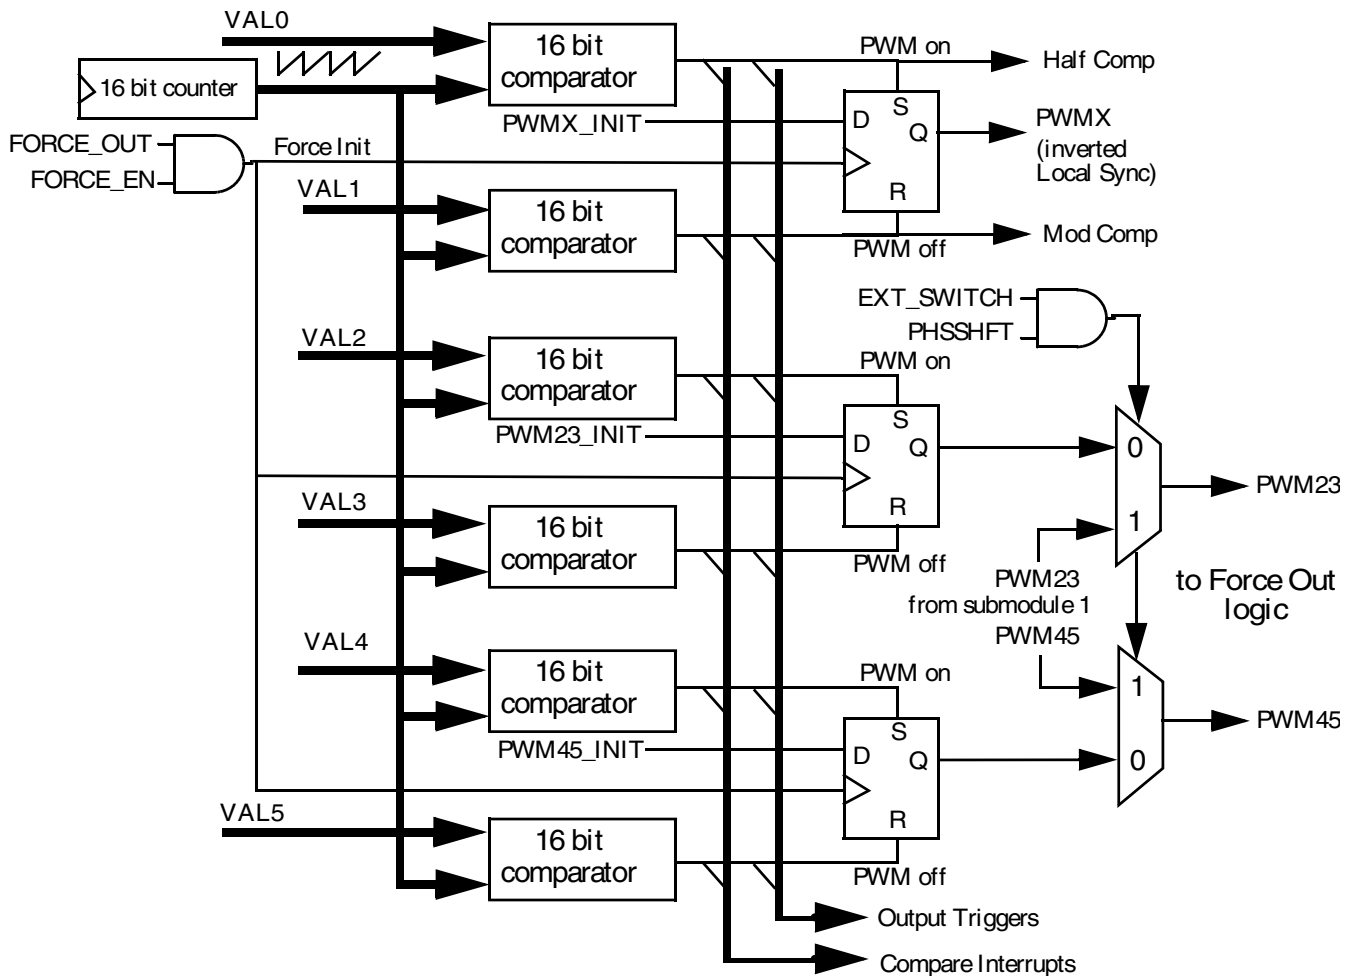 VAL0
16 bit
comparator
PWM on
Half Comp
16 bit counter
S
PWMX_INIT
D
Q
PWMX
(inverted
Local Sync)
FORCE_OUT
FORCE_EN
Force Init
VAL1
16 bit
comparator
R
PWM off
Mod Comp
EXT_SWITCH
PHSSHFT
VAL2
16 bit
comparator
PWM on
PWM23_INIT
S
D
Q
0
PWM23
VAL3
16 bit
comparator
R
PWM off
1
PWM23
from submodule 1
PWM45
to Force Out
logic
VAL4
16 bit
comparator
PWM on
1
PWM45
PWM45_INIT
S
D
Q
0
VAL5
16 bit
comparator
R
PWM off
Output Triggers
Compare Interrupts